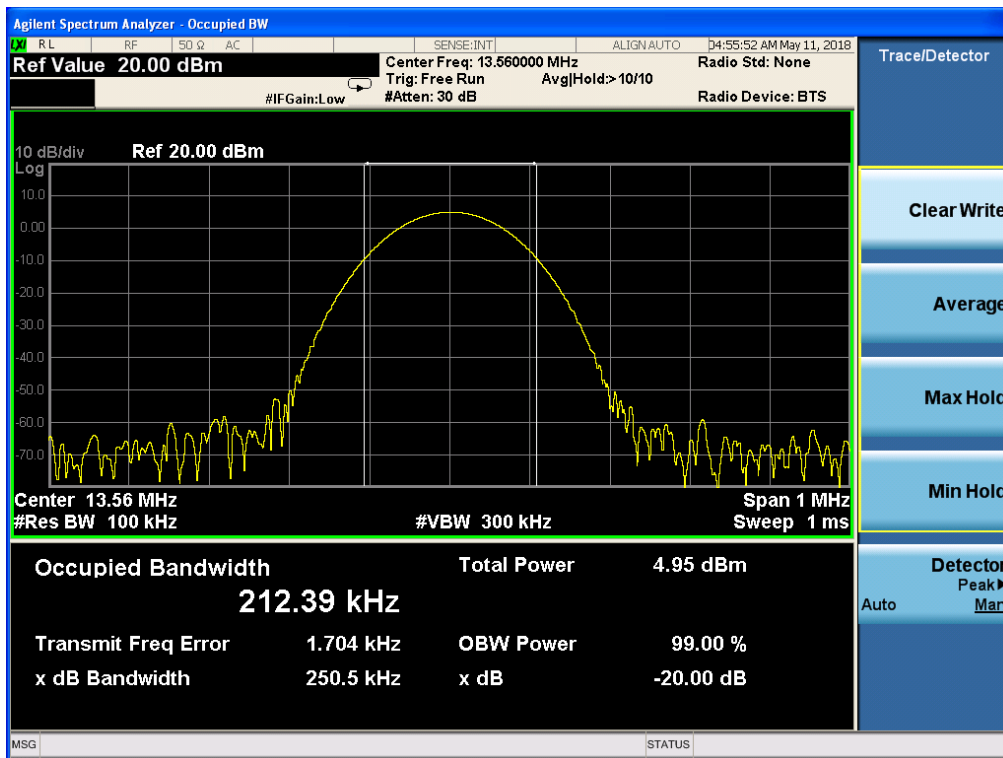 Agilent Spectrum Analyzer - Occupied BW
LXI RL RF 50 Ω AC SENSE:INT ALIGNAUTO 04:55:52 AM May 11, 2018
Ref Value 20.00 dBm
Center Freq: 13.560000 MHz
Radio Std: None
Trig: Free Run Avg|Hold:>10/10
#IFGain:Low #Atten: 30 dB Radio Device: BTS
10 dB/div Ref 20.00 dBm
Log
10.0
0.00
-10.0
-20.0
-30.0
-40.0
-50.0
-60.0
-70.0
Center 13.56 MHz Span 1 MHz
#Res BW 100 kHz #VBW 300 kHz Sweep 1 ms
Occupied Bandwidth Total Power 4.95 dBm
212.39 kHz
Transmit Freq Error 1.704 kHz OBW Power 99.00 %
x dB Bandwidth 250.5 kHz x dB -20.00 dB
MSG STATUS
Trace/Detector
Clear Write
Average
Max Hold
Min Hold
Detector
Peak
Auto Man